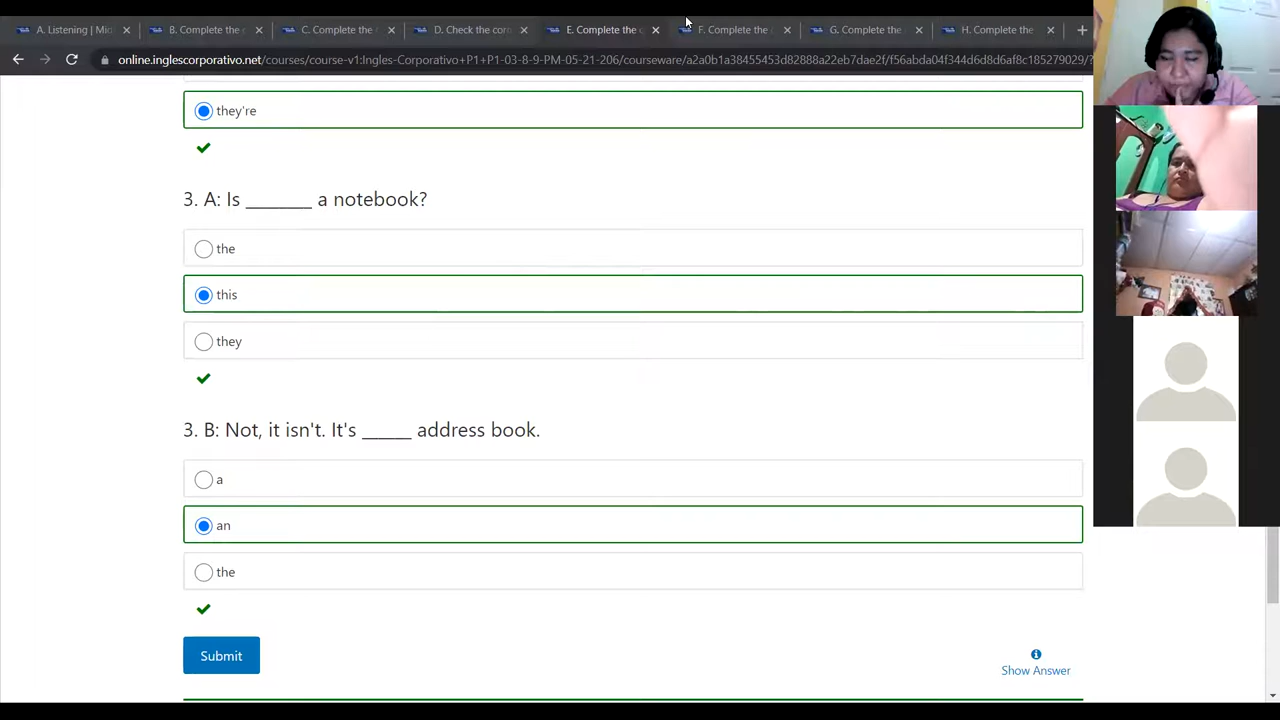 A. Listening | Mid
B. Complete the
C. Complete the
D. Check the corr
E. Complete the
F. Complete the
G. Complete the
H. Complete the
online.inglescorporativo.net/courses/course-v1:Ingles-Corporativo+P1+P1-03-8-9-PM-05-21-206/courseware/a2a0b1a38455453d82888a22eb7dae2f/f56abda04f344d6d8d6af8c185279029/?
they're
3. A: Is ________ a notebook?
the
this
they
3. B: Not, it isn't. It's ______ address book.
a
an
the
Submit
Show Answer